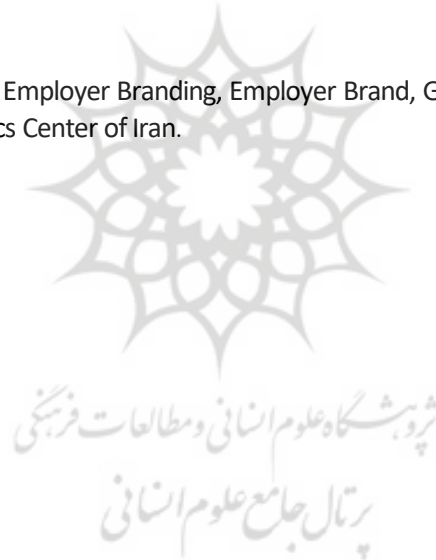 Employer Branding, Employer Brand, G
cs Center of Iran.
پژوهشگاه علوم انسانی و مطالعات فرهنگی
پرتال جامع علوم انسانی